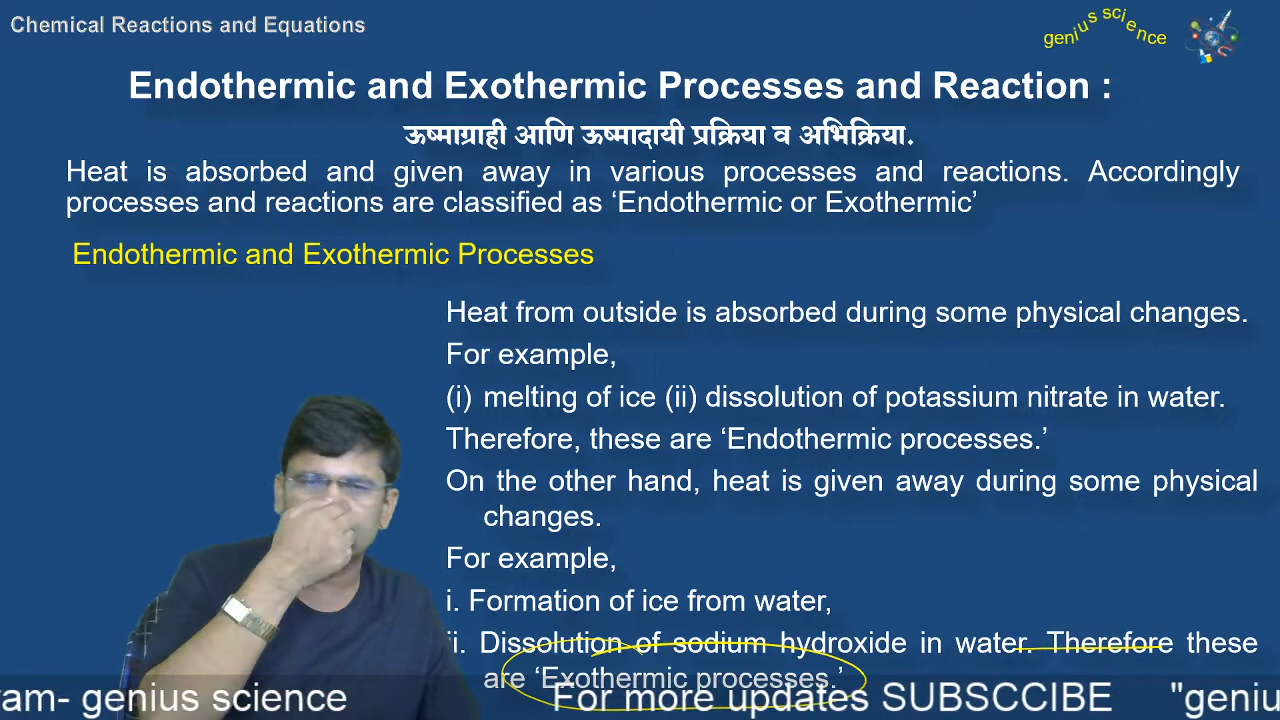 Chemical Reactions and Equations
genius science
Endothermic and Exothermic Processes and Reaction :
ऊष्माग्राही आणि ऊष्मादायी प्रक्रिया व अभिक्रिया.
Heat is absorbed and given away in various processes and reactions. Accordingly
processes and reactions are classified as ‘Endothermic or Exothermic’
Endothermic and Exothermic Processes
Heat from outside is absorbed during some physical changes.
For example,
(i) melting of ice (ii) dissolution of potassium nitrate in water.
Therefore, these are ‘Endothermic processes.’
On the other hand, heat is given away during some physical
changes.
For example,
i. Formation of ice from water,
ii. Dissolution of sodium hydroxide in water. Therefore these
are ‘Exothermic processes.’
am- genius science For more updates SUBSCCIBE "geniu